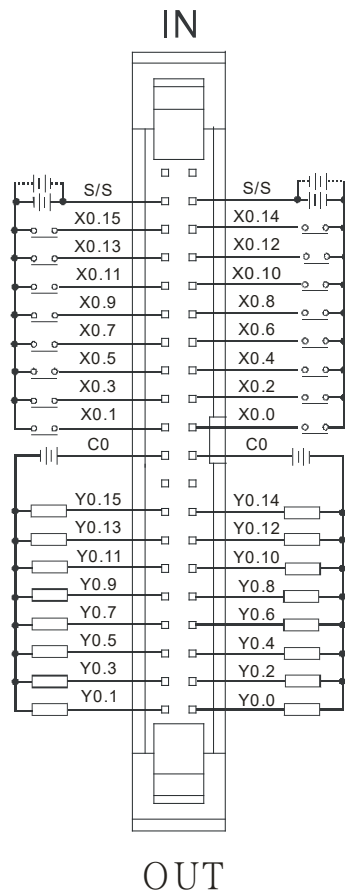 IN
S/S S/S
X0.15 X0.14
X0.13 X0.12
X0.11 X0.10
X0.9 X0.8
X0.7 X0.6
X0.5 X0.4
X0.3 X0.2
X0.1 X0.0
C0 C0
Y0.15 Y0.14
Y0.13 Y0.12
Y0.11 Y0.10
Y0.9 Y0.8
Y0.7 Y0.6
Y0.5 Y0.4
Y0.3 Y0.2
Y0.1 Y0.0
OUT